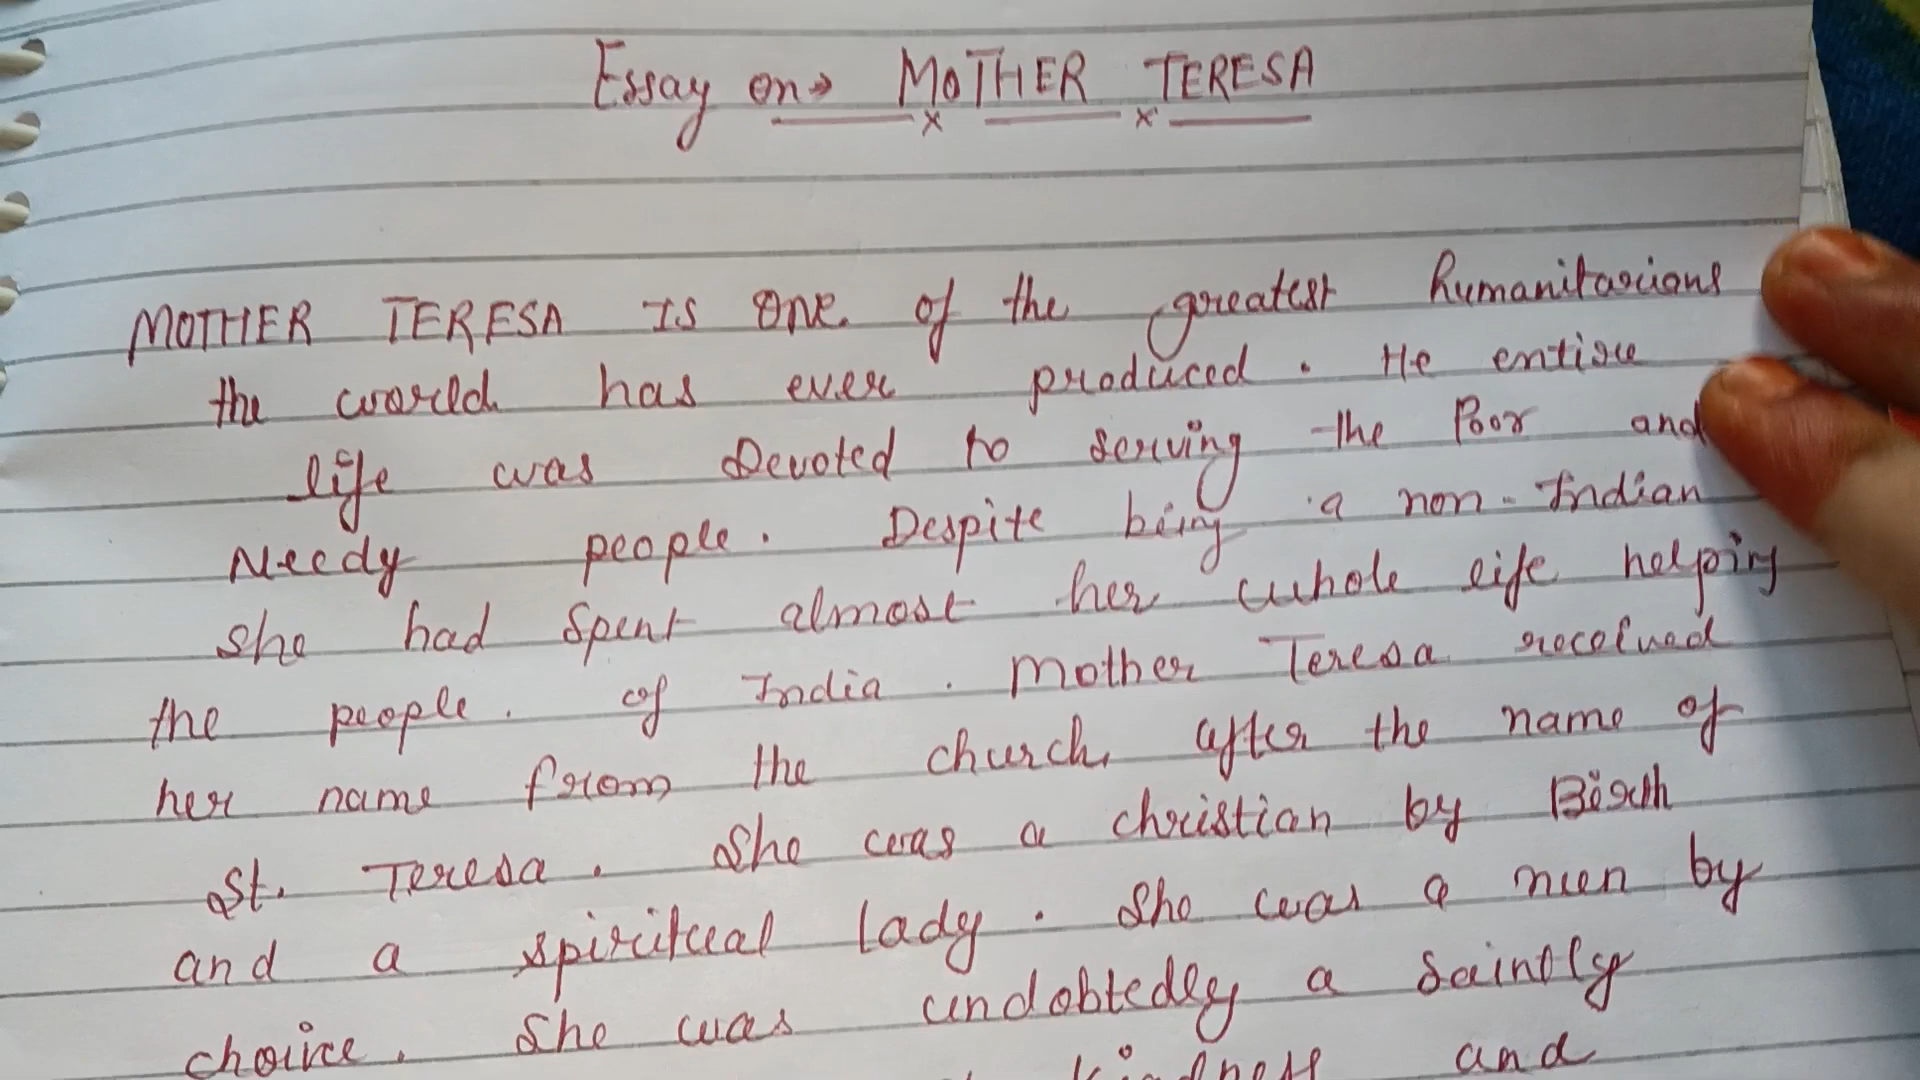 Essay on → MOTHER TERESA
MOTHER TERESA IS One of the greatest humanitarians
the world has ever produced. He entire
life was Devoted to serving the Poor and
Needy people. Despite being a non-Indian
she had spent almost her whole life helping
the people. of India. Mother Teresa received
her name from the church, after the name of
St. Teresa. She was a christian by Birth
and a spiritual lady. She was a nun by
choice. She was undobtedly a saintly
kindness and